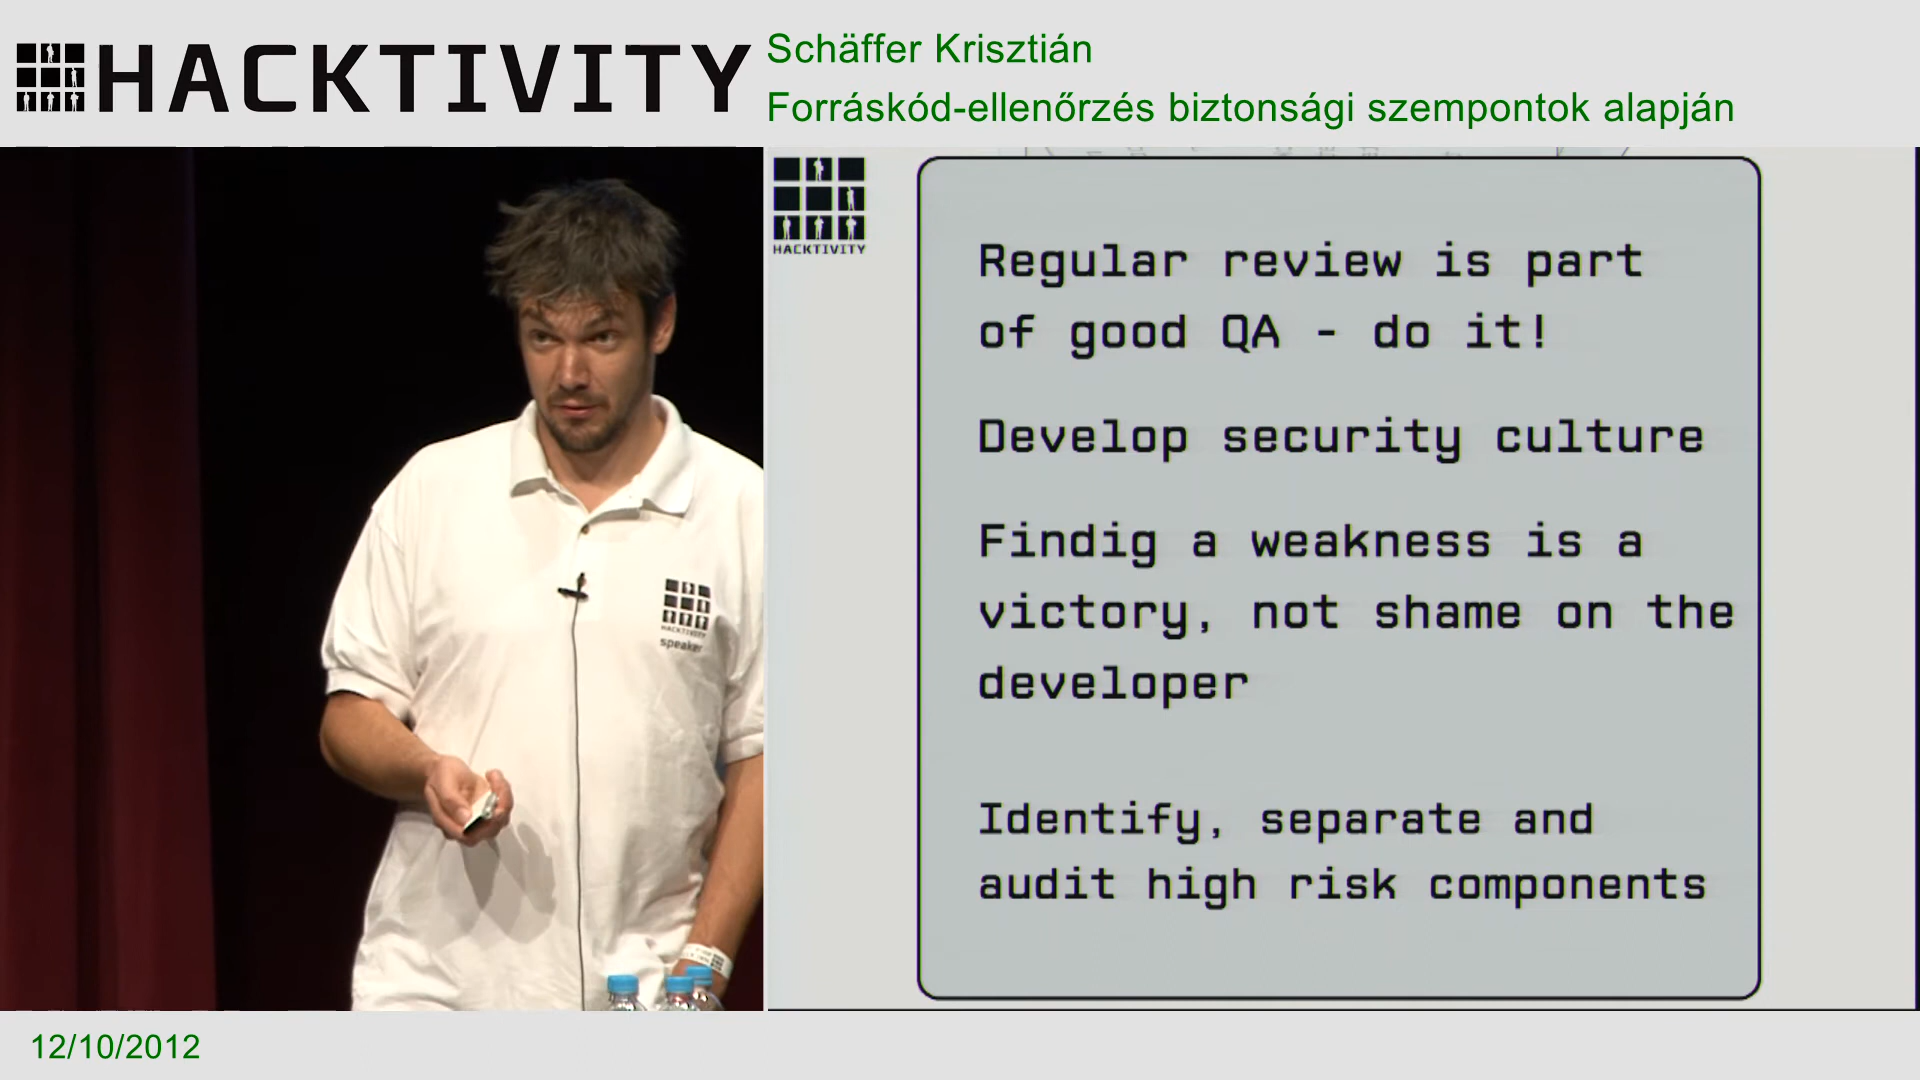 HACKTIVITY
Schäffer Krisztián
Forráskód-ellenőrzés biztonsági szempontok alapján
HACKTIVITY
Regular review is part
of good QA - do it!
Develop security culture
Findig a weakness is a
victory, not shame on the
developer
Identify, separate and
audit high risk components
HACKTIVITY
speaker
12/10/2012